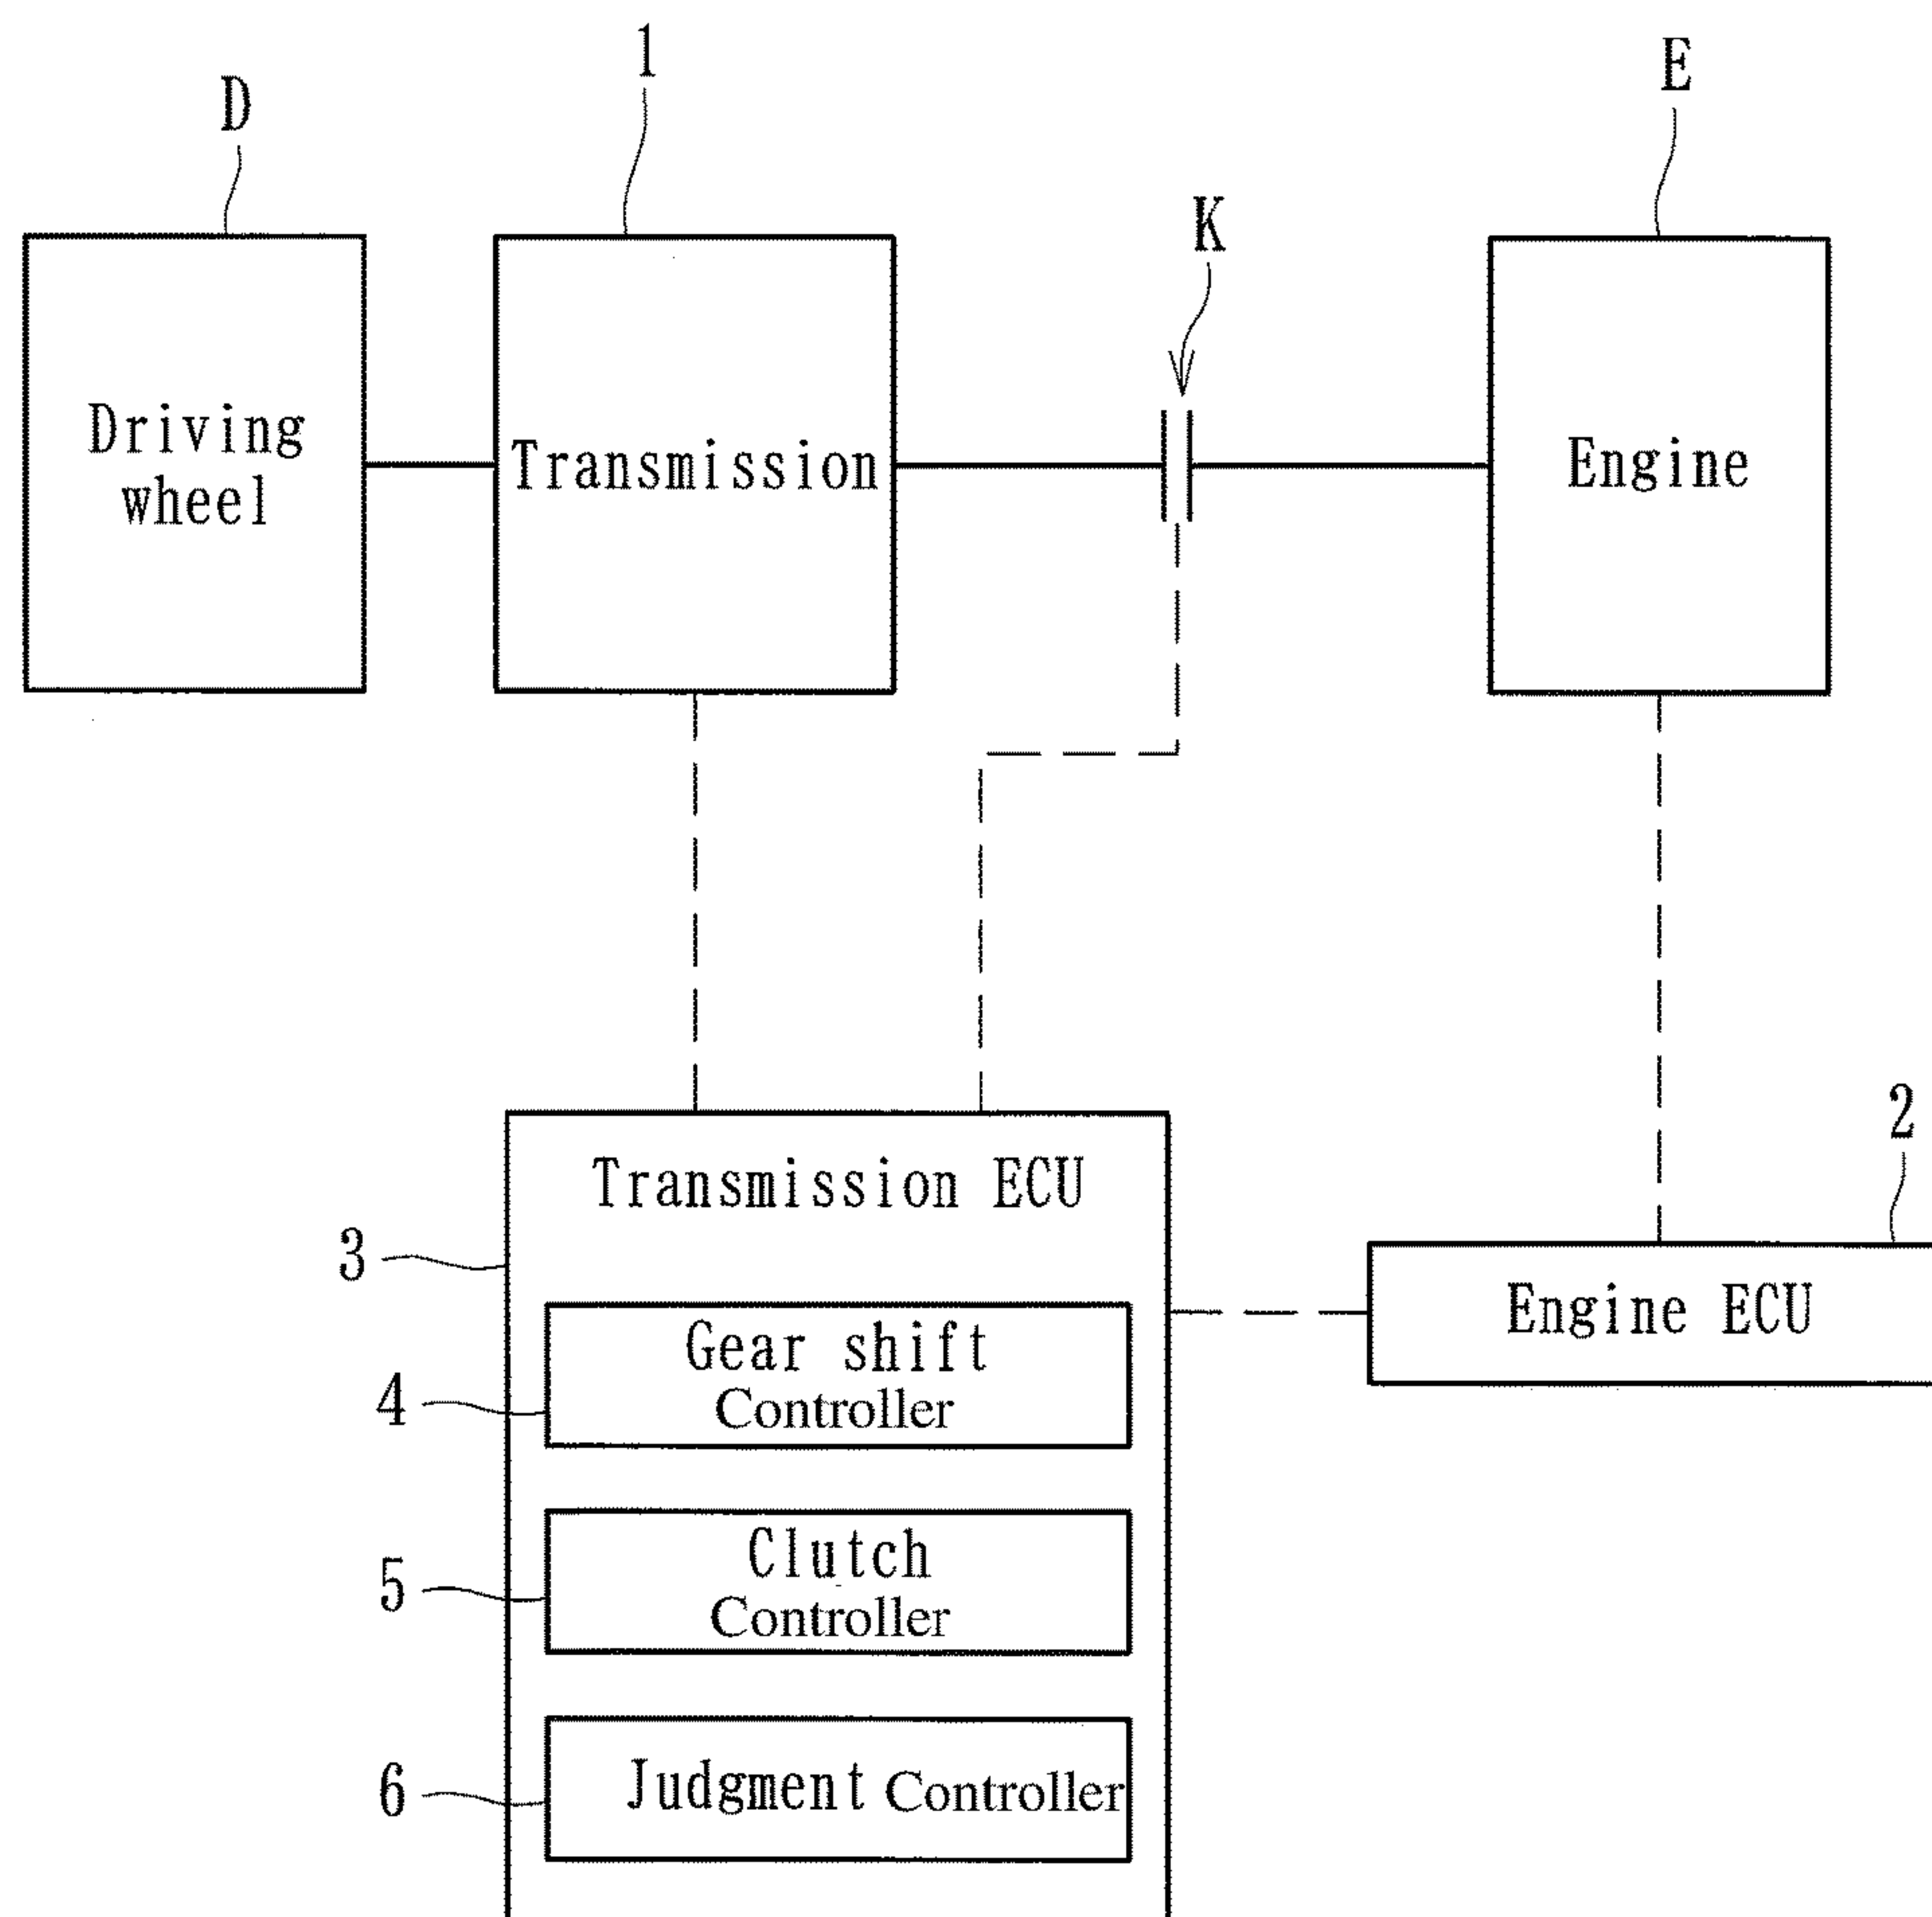 1
E
D
K
Driving
wheel
Transmission
Engine
2
Transmission ECU
3
Engine ECU
Gear shift
Controller
4
Clutch
Controller
5
Judgment Controller
6